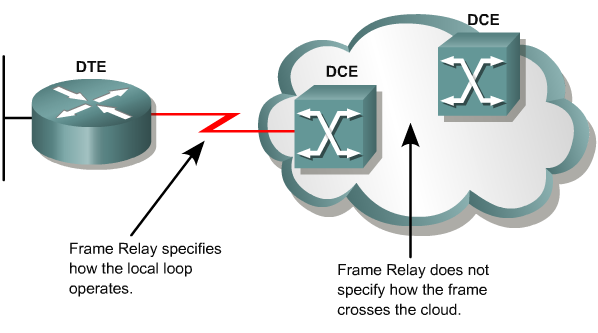 DTE
DCE
DCE
Frame Relay specifies
how the local loop
operates.
Frame Relay does not
specify how the frame
crosses the cloud.